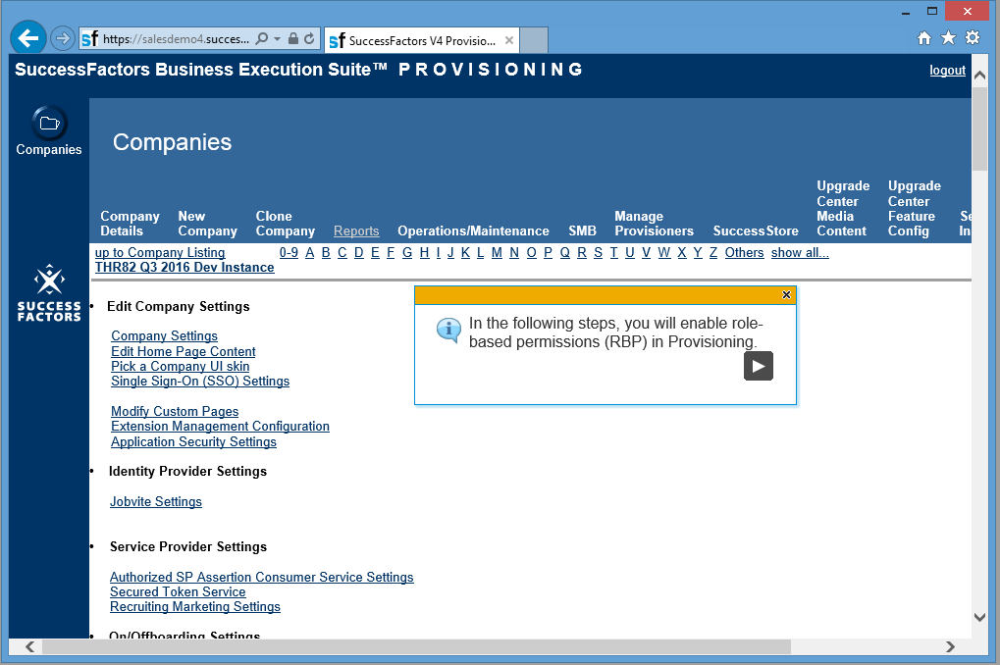 https://salesdemo4.succes...
SuccessFactors V4 Provisio...
SuccessFactors Business Execution Suite™ PROVISIONING
logout
Companies
Companies
Company Details
New Company
Clone Company
Reports
Operations/Maintenance
SMB
Manage Provisioners
SuccessStore
Upgrade Center Media Content
Upgrade Center Feature Config
up to Company Listing
0-9 A B C D E F G H I J K L M N O P Q R S T U V W X Y Z Others show all...
THR82 Q3 2016 Dev Instance
SUCCESS
FACTORS
• Edit Company Settings
In the following steps, you will enable role-
based permissions (RBP) in Provisioning.
Company Settings
Edit Home Page Content
Pick a Company UI skin
Single Sign-On (SSO) Settings
Modify Custom Pages
Extension Management Configuration
Application Security Settings
• Identity Provider Settings
Jobvite Settings
• Service Provider Settings
Authorized SP Assertion Consumer Service Settings
Secured Token Service
Recruiting Marketing Settings
• On/Offboarding Settings